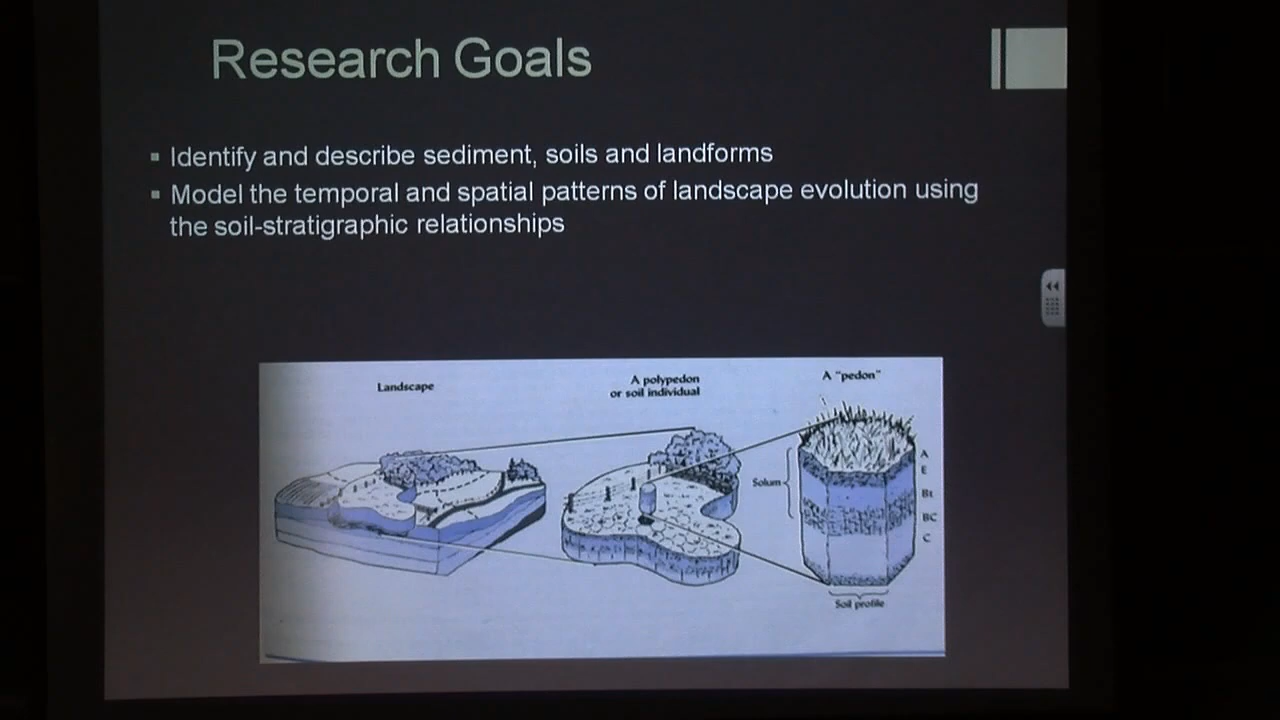 Research Goals
Identify and describe sediment, soils and landforms
Model the temporal and spatial patterns of landscape evolution using
the soil-stratigraphic relationships
Landscape
A polypedon
or soil individual
A "pedon"
Solum
A
E
Bt
BC
C
Soil profile